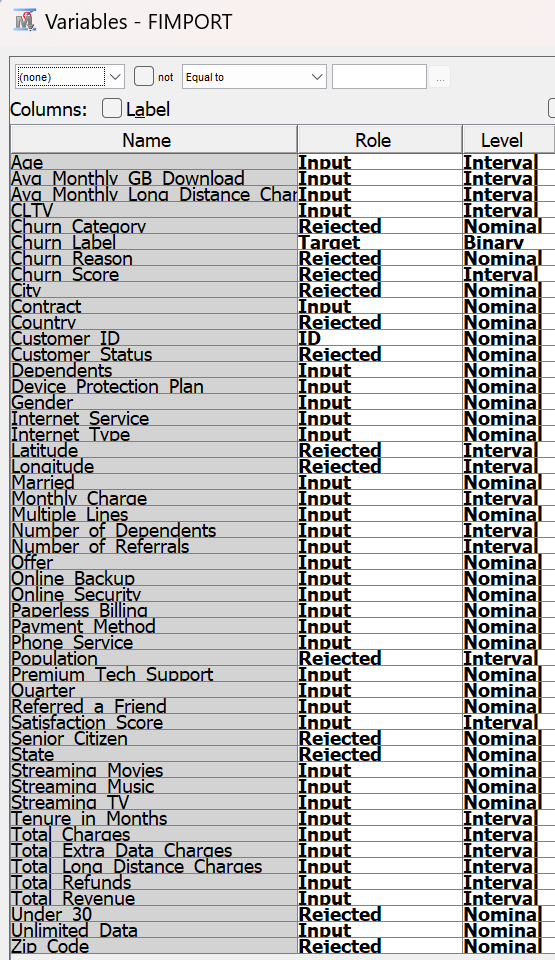 Variables - FIMPORT
(none) not Equal to ...
Columns: Label
Name Role Level
Age Input Interval
Avg_Monthly_GB_Download Input Interval
Avg_Monthly_Long_Distance_Char Input Interval
CLTV Input Interval
Churn_Category Rejected Nominal
Churn_Label Target Binary
Churn_Reason Rejected Nominal
Churn_Score Rejected Interval
City Rejected Nominal
Contract Input Nominal
Country Rejected Nominal
Customer_ID ID Nominal
Customer_Status Rejected Nominal
Dependents Input Nominal
Device_Protection_Plan Input Nominal
Gender Input Nominal
Internet_Service Input Nominal
Internet_Type Input Nominal
Latitude Rejected Interval
Longitude Rejected Interval
Married Input Nominal
Monthly_Charge Input Interval
Multiple_Lines Input Nominal
Number_of_Dependents Input Interval
Number_of_Referrals Input Interval
Offer Input Nominal
Online_Backup Input Nominal
Online_Security Input Nominal
Paperless_Billing Input Nominal
Payment_Method Input Nominal
Phone_Service Input Nominal
Population Rejected Interval
Premium_Tech_Support Input Nominal
Quarter Input Nominal
Referred_a_Friend Input Nominal
Satisfaction_Score Input Interval
Senior_Citizen Rejected Nominal
State Rejected Nominal
Streaming_Movies Input Nominal
Streaming_Music Input Nominal
Streaming_TV Input Nominal
Tenure_in_Months Input Interval
Total_Charges Input Interval
Total_Extra_Data_Charges Input Interval
Total_Long_Distance_Charges Input Interval
Total_Refunds Input Interval
Total_Revenue Input Interval
Under_30 Rejected Nominal
Unlimited_Data Input Nominal
Zip_Code Rejected Nominal